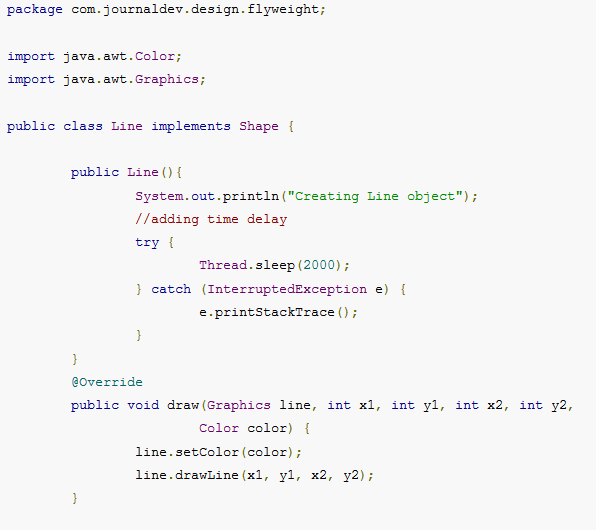 package com.journaldev.design.flyweight;
import java.awt.Color;
import java.awt.Graphics;
public class Line implements Shape {
public Line(){
System.out.println("Creating Line object");
//adding time delay
try {
Thread.sleep(2000);
} catch (InterruptedException e) {
e.printStackTrace();
}
}
@Override
public void draw(Graphics line, int x1, int y1, int x2, int y2,
Color color) {
line.setColor(color);
line.drawLine(x1, y1, x2, y2);
}